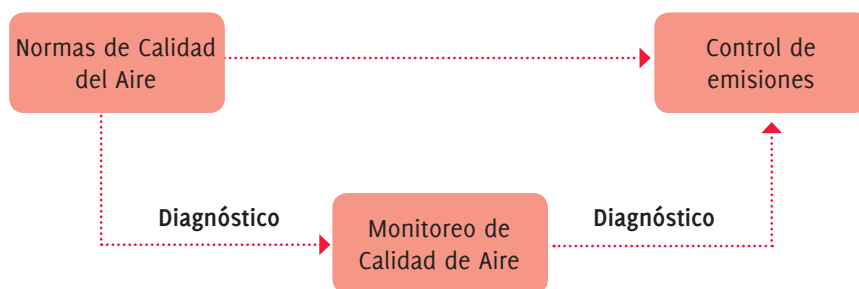 Normas de Calidad
del Aire
Control de
emisiones
Diagnóstico
Monitoreo de
Calidad de Aire
Diagnóstico